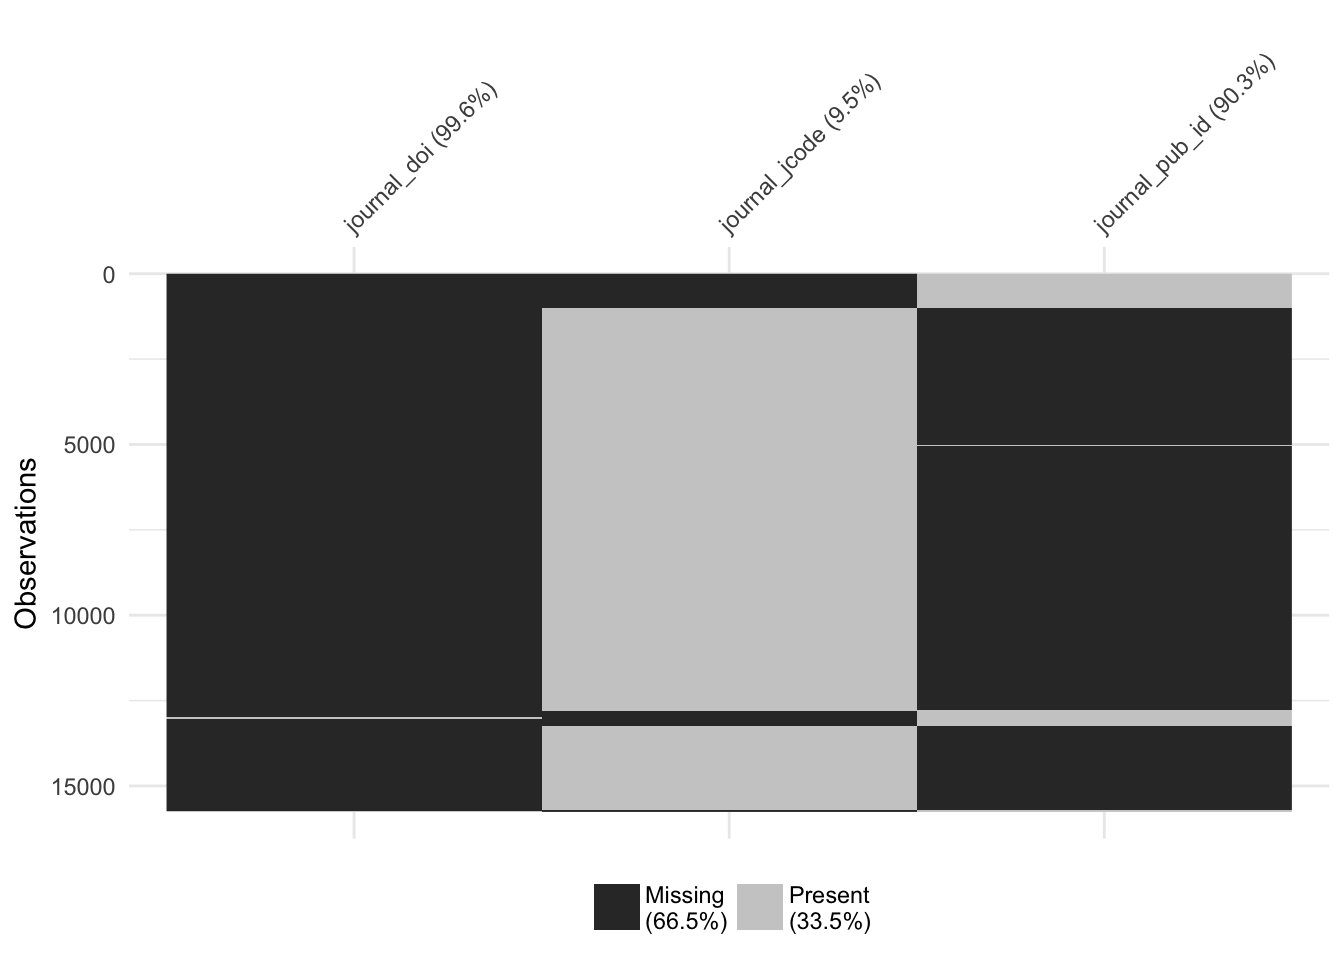 journal_doi (99.6%)
journal_jcode (9.5%)
journal_pub_id (90.3%)
0
5000
10000
15000
Observations
Missing
(66.5%)
Present
(33.5%)